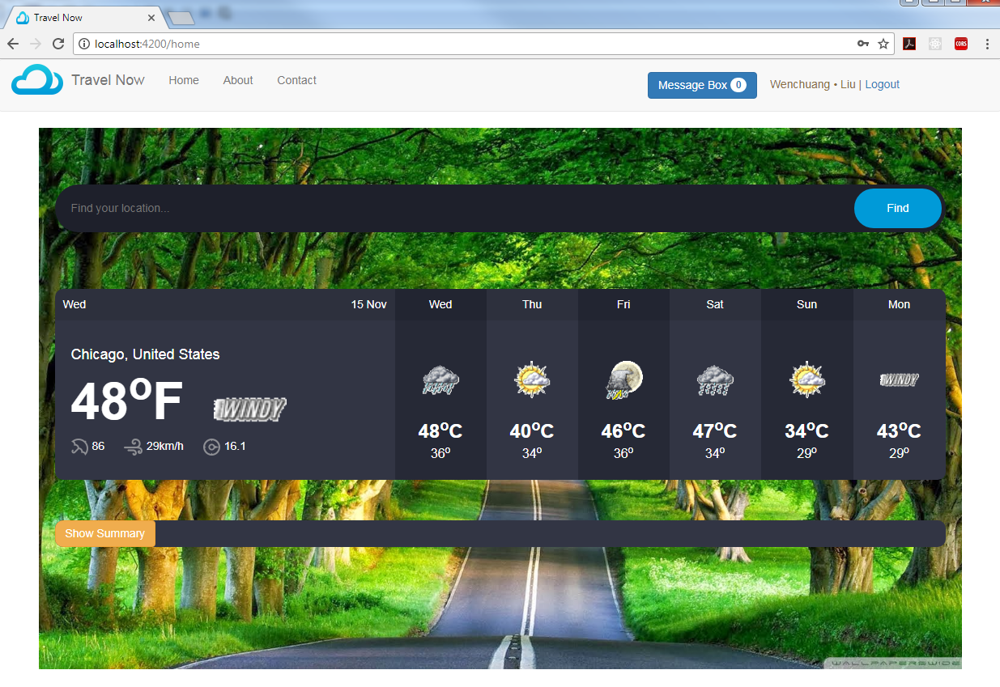 Travel Now
localhost:4200/home
CORS
Travel Now Home About Contact Message Box 0 Wenchuang • Liu | Logout
Find your location... Find
Wed 15 Nov Wed Thu Fri Sat Sun Mon
Chicago, United States
48ºF WINDY WINDY
86 29km/h 16.1
48ºC 40ºC 46ºC 47ºC 34ºC 43ºC
36º 34º 36º 34º 29º 29º
Show Summary
WALLPAPERSWIDE